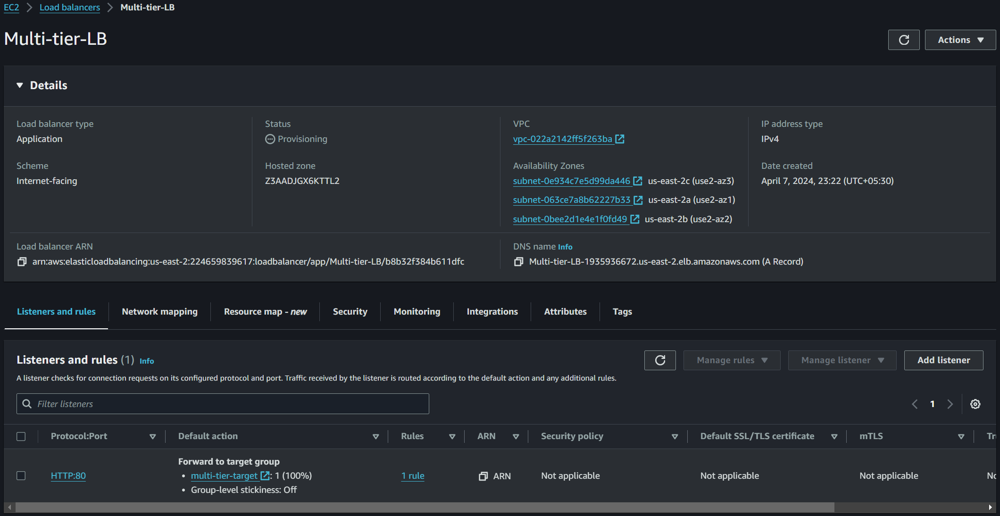 EC2 > Load balancers > Multi-tier-LB
Multi-tier-LB
Actions
Details
Load balancer type
Application
Status
Provisioning
VPC
vpc-022a2142ff5f263ba
IP address type
IPv4
Scheme
Internet-facing
Hosted zone
Z3AADJGX6KTTL2
Availability Zones
subnet-0e934c7e5d99da446 us-east-2c (use2-az3)
subnet-063ce7a8b62227b33 us-east-2a (use2-az1)
subnet-0bee2d1e4e1f0fd49 us-east-2b (use2-az2)
Date created
April 7, 2024, 23:22 (UTC+05:30)
Load balancer ARN
arn:aws:elasticloadbalancing:us-east-2:224659839617:loadbalancer/app/Multi-tier-LB/b8b32f384b611dfc
DNS name Info
Multi-tier-LB-1935936672.us-east-2.elb.amazonaws.com (A Record)
Listeners and rules Network mapping Resource map - new Security Monitoring Integrations Attributes Tags
Listeners and rules (1) Info
Manage rules Manage listener Add listener
A listener checks for connection requests on its configured protocol and port. Traffic received by the listener is routed according to the default action and any additional rules.
Filter listeners
1
Protocol:Port Default action Rules ARN Security policy Default SSL/TLS certificate mTLS
Forward to target group
HTTP:80 • multi-tier-target : 1 (100%) 1 rule ARN Not applicable Not applicable Not applicable
• Group-level stickiness: Off